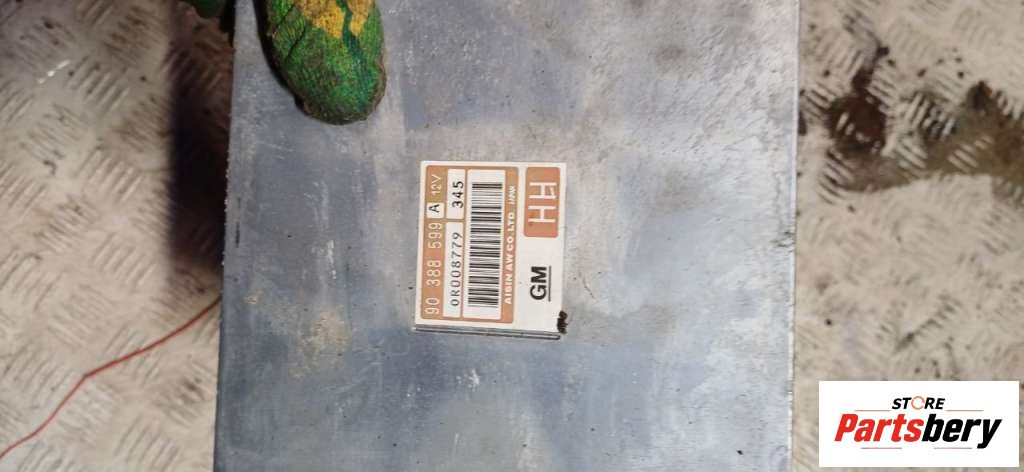 90 388 599 A 12V
0R008779 345
AISIN AW CO. LTD. JAPAN
GM HH
STORE
Partsbery